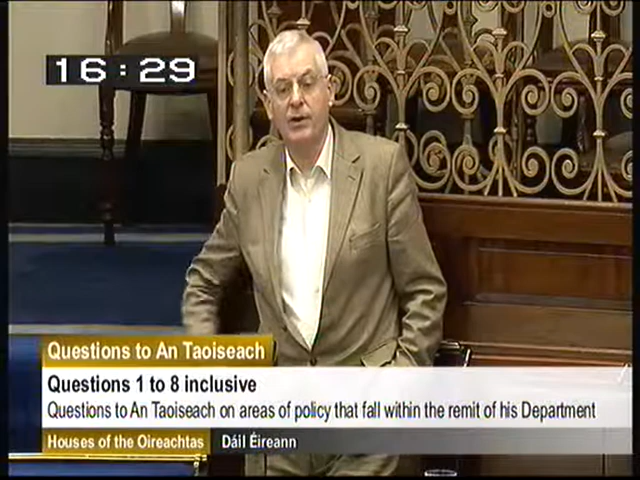 16:29
Questions to An Taoiseach
Questions 1 to 8 inclusive
Questions to An Taoiseach on areas of policy that fall within the remit of his Department
Houses of the Oireachtas Dáil Éireann